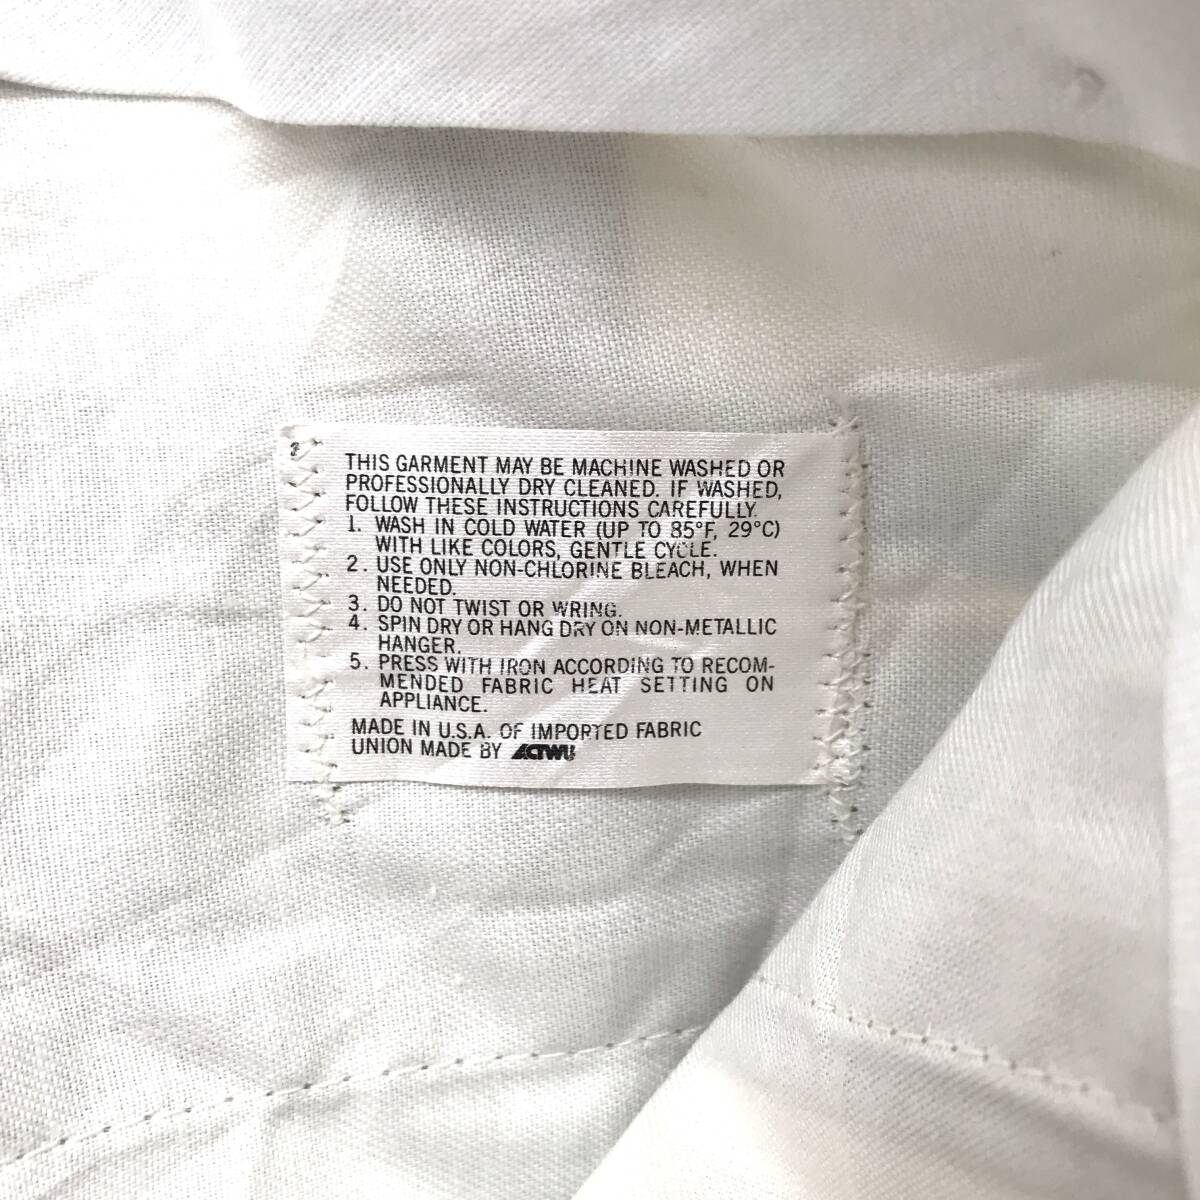 THIS GARMENT MAY BE MACHINE WASHED OR
PROFESSIONALLY DRY CLEANED. IF WASHED,
FOLLOW THESE INSTRUCTIONS CAREFULLY.
1. WASH IN COLD WATER (UP TO 85°F, 29°C)
WITH LIKE COLORS, GENTLE CYCLE.
2. USE ONLY NON-CHLORINE BLEACH, WHEN
NEEDED.
3. DO NOT TWIST OR WRING.
4. SPIN DRY OR HANG DRY ON NON-METALLIC
HANGER.
5. PRESS WITH IRON ACCORDING TO RECOM-
MENDED FABRIC HEAT SETTING ON
APPLIANCE.
MADE IN U.S.A. OF IMPORTED FABRIC
UNION MADE BY ACTWU